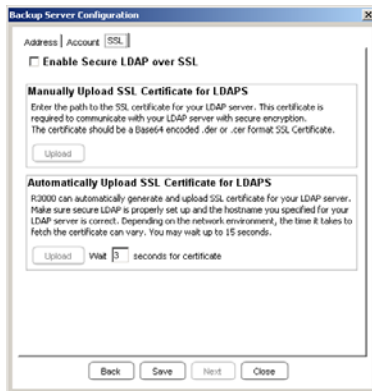 Backup Server Configuration
Address Account SSL
Enable Secure LDAP over SSL
Manually Upload SSL Certificate for LDAPS
Enter the path to the SSL certificate for your LDAP server. This certificate is
required to communicate with your LDAP server with secure encryption.
The certificate should be a Base64 encoded .der or .cer format SSL Certificate.
Upload
Automatically Upload SSL Certificate for LDAPS
R3000 can automatically generate and upload SSL certificate for your LDAP server.
Make sure secure LDAP is properly set up and the hostname you specified for your
LDAP server is correct. Depending on the network environment, the time it takes to
fetch the certificate can vary. You may wait up to 15 seconds.
Upload Wait 3 seconds for certificate
Back Save Next Close